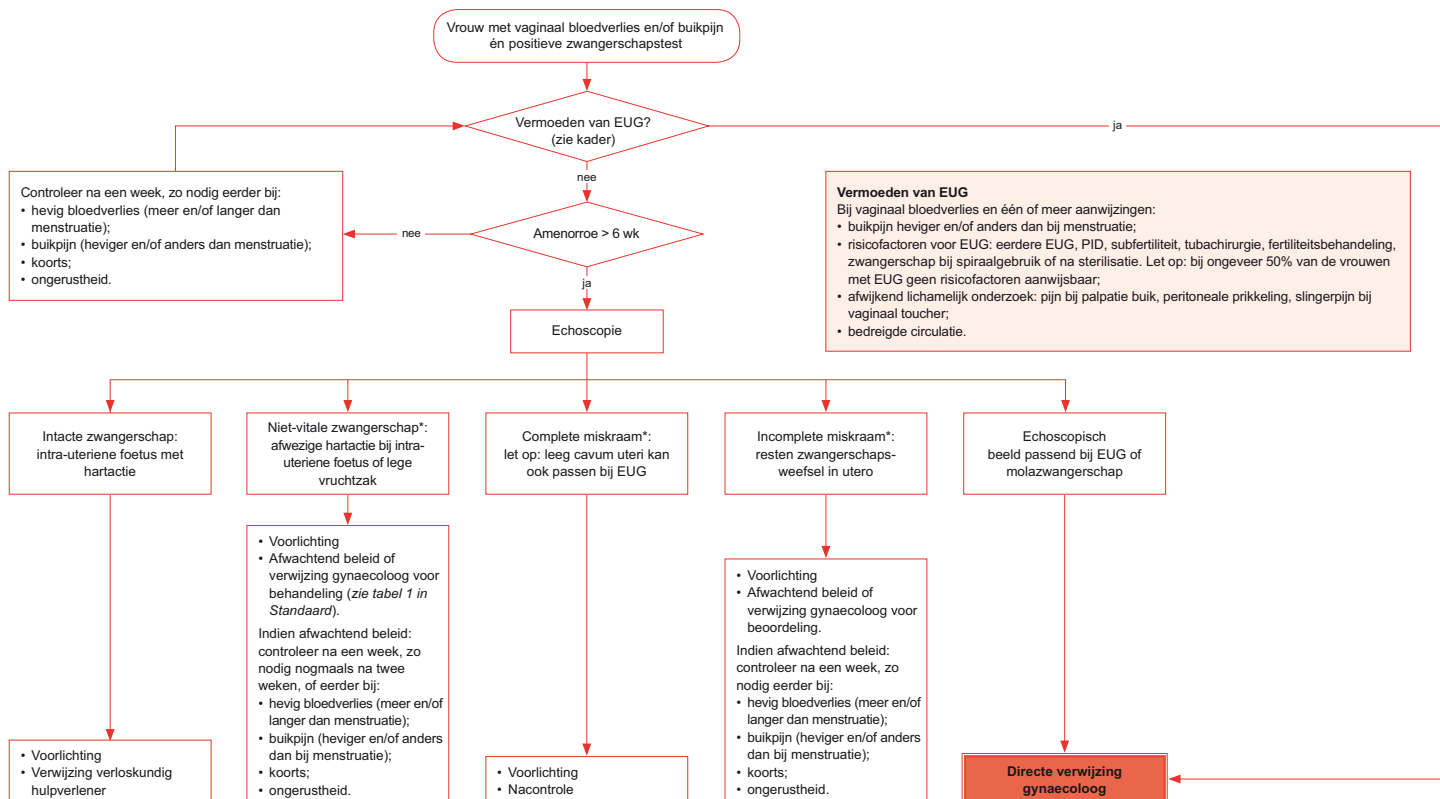 Vrouw met vaginaal bloedverlies en/of buikpijn
én positieve zwangerschapstest
Vermoeden van EUG?
(zie kader)
ja
nee
Controleer na een week, zo nodig eerder bij:
• hevig bloedverlies (meer en/of langer dan
menstruatie);
• buikpijn (heviger en/of anders dan menstruatie);
• koorts;
• ongerustheid.
nee
Amenorroe > 6 wk
ja
Vermoeden van EUG
Bij vaginaal bloedverlies en één of meer aanwijzingen:
• buikpijn heviger en/of anders dan bij menstruatie;
• risicofactoren voor EUG: eerdere EUG, PID, subfertiliteit, tubachirurgie, fertiliteitsbehandeling,
zwangerschap bij spiraalgebruik of na sterilisatie. Let op: bij ongeveer 50% van de vrouwen
met EUG geen risicofactoren aanwijsbaar;
• afwijkend lichamelijk onderzoek: pijn bij palpatie buik, peritoneale prikkeling, slingerpijn bij
vaginaal toucher;
• bedreigde circulatie.
Echoscopie
Intacte zwangerschap:
intra-uteriene foetus met
hartactie
Niet-vitale zwangerschap*:
afwezige hartactie bij intra-
uteriene foetus of lege
vruchtzak
Complete miskraam*:
let op: leeg cavum uteri kan
ook passen bij EUG
Incomplete miskraam*:
resten zwangerschaps-
weefsel in utero
Echoscopisch
beeld passend bij EUG of
molazwangerschap
• Voorlichting
• Verwijzing verloskundig
hulpverlener
• Voorlichting
• Afwachtend beleid of
verwijzing gynaecoloog voor
behandeling (zie tabel 1 in
Standaard).
Indien afwachtend beleid:
controleer na een week, zo
nodig nogmaals na twee
weken, of eerder bij:
• hevig bloedverlies (meer en/of
langer dan menstruatie);
• buikpijn (heviger en/of anders
dan bij menstruatie);
• koorts;
• ongerustheid.
• Voorlichting
• Nacontrole
• Voorlichting
• Afwachtend beleid of
verwijzing gynaecoloog voor
beoordeling.
Indien afwachtend beleid:
controleer na een week, zo
nodig eerder bij:
• hevig bloedverlies (meer en/of
langer dan menstruatie);
• buikpijn (heviger en/of anders
dan bij menstruatie);
• koorts;
• ongerustheid.
Directe verwijzing
gynaecoloog